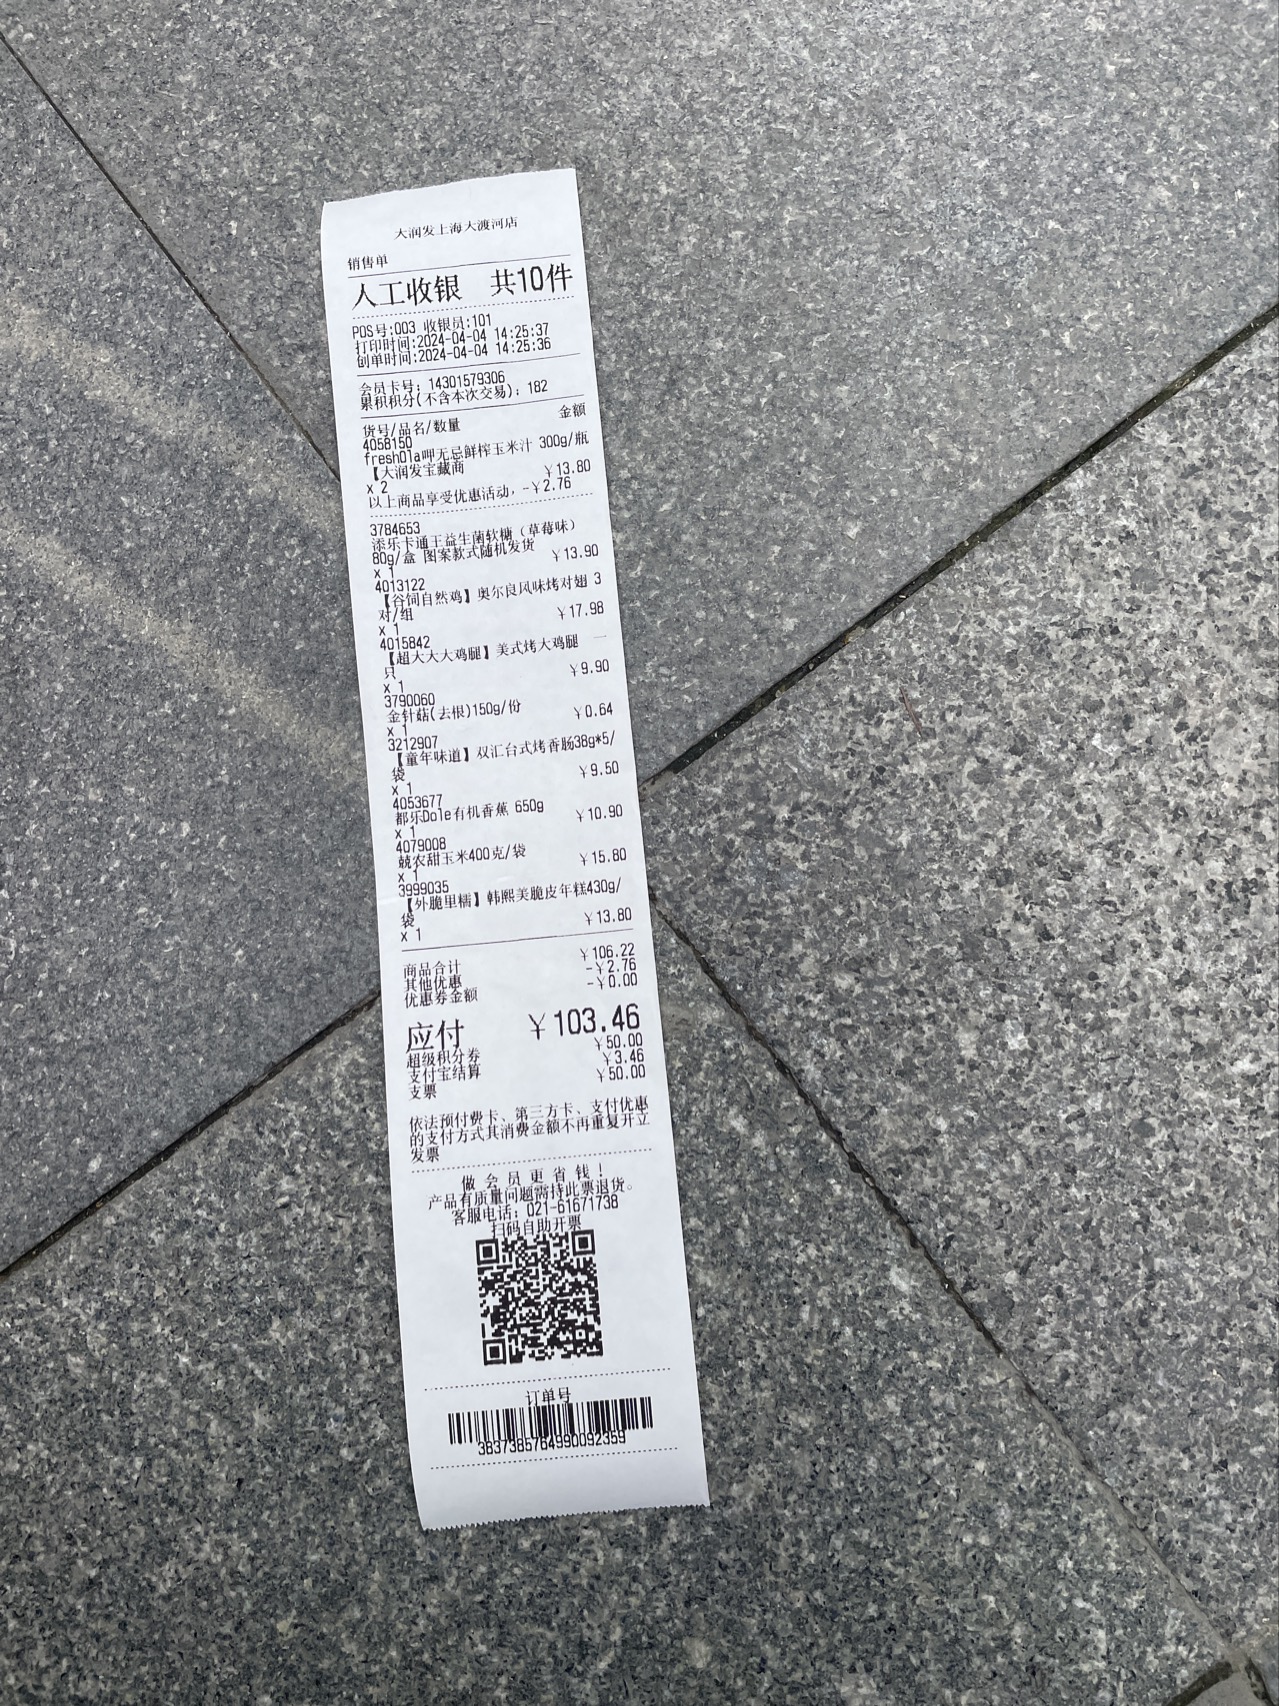 大润发上海大渡河店
销售单
人工收银 共10件
POS号:003 收银员:101
打印时间:2024-04-04 14:25:37
创单时间:2024-04-04 14:25:36
会员卡号: 14301579306
累积积分(不含本次交易): 182
货号/品名/数量 金额
4058150
freshOla呷无忌鲜榨玉米汁 300g/瓶
【大润发宝藏商 ¥13.80
x 2
以上商品享受优惠活动, -¥2.76
3784653
添乐卡通王益生菌软糖（草莓味）
80g/盒 图案款式随机发货 ¥13.90
x 1
4013122
【谷饲自然鸡】奥尔良风味烤对翅 3
对/组 ¥17.98
x 1
4015842
【超大大大鸡腿】美式烤大鸡腿 一
只 ¥9.90
x 1
3790060
金针菇(去根)150g/份 ¥0.64
x 1
3212907
【童年味道】双汇台式烤香肠38g*5/
袋 ¥9.50
x 1
4053677
都乐Dole有机香蕉 650g ¥10.90
x 1
4079008
兢农甜玉米400克/袋 ¥15.80
x 1
3999035
【外脆里糯】韩熙美脆皮年糕430g/
袋 ¥13.80
x 1
商品合计 ¥106.22
其他优惠 -¥2.76
优惠券金额 -¥0.00
应付 ¥103.46
超级积分券 ¥50.00
支付宝结算 ¥3.46
支票 ¥50.00
依法预付费卡、第三方卡、支付优惠
的支付方式其消费金额不再重复开立
发票
做 会 员 更 省 钱 ！
产品有质量问题需持此票退货。
客服电话: 021-61671738
扫码自助开票
订单号
3837385764990092359